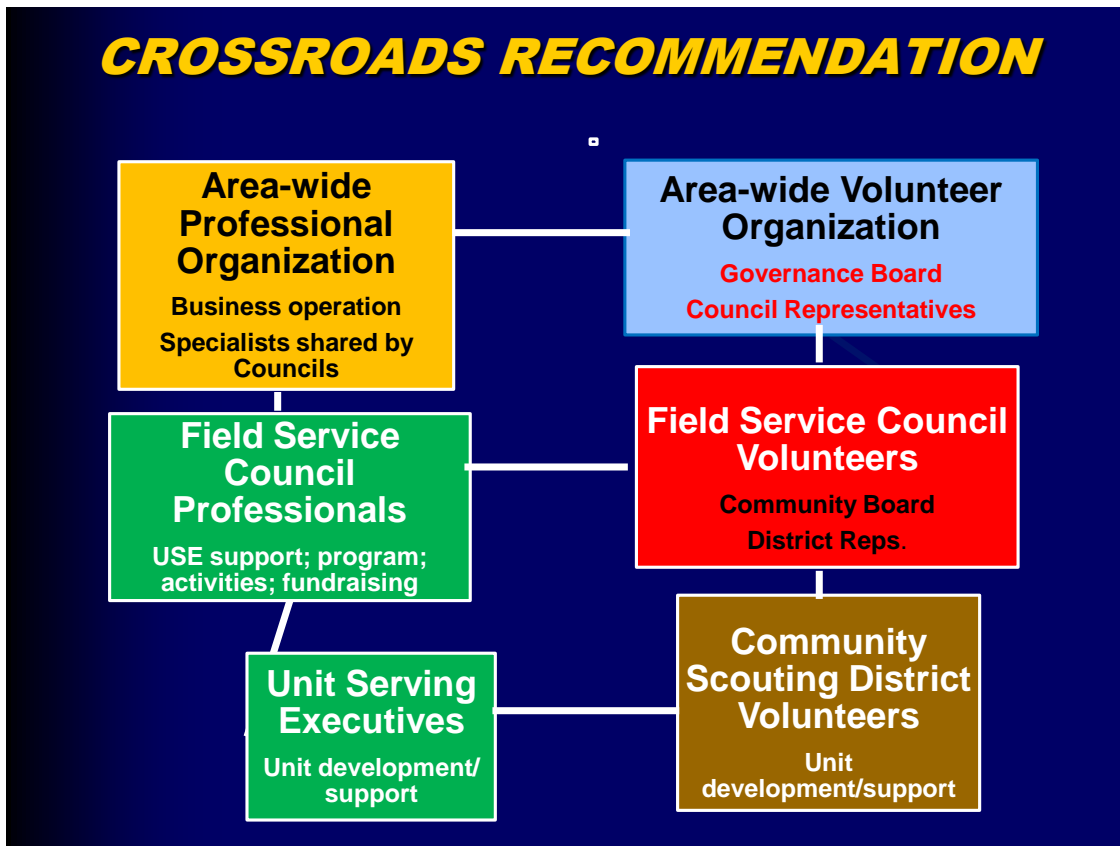 CROSSROADS RECOMMENDATION
Area-wide
Professional
Organization
Business operation
Specialists shared by
Councils
Area-wide Volunteer
Organization
Governance Board
Council Representatives
Field Service
Council
Professionals
USE support; program;
activities; fundraising
Field Service Council
Volunteers
Community Board
District Reps.
Unit Serving
Executives
Unit development/
support
Community
Scouting District
Volunteers
Unit
development/support